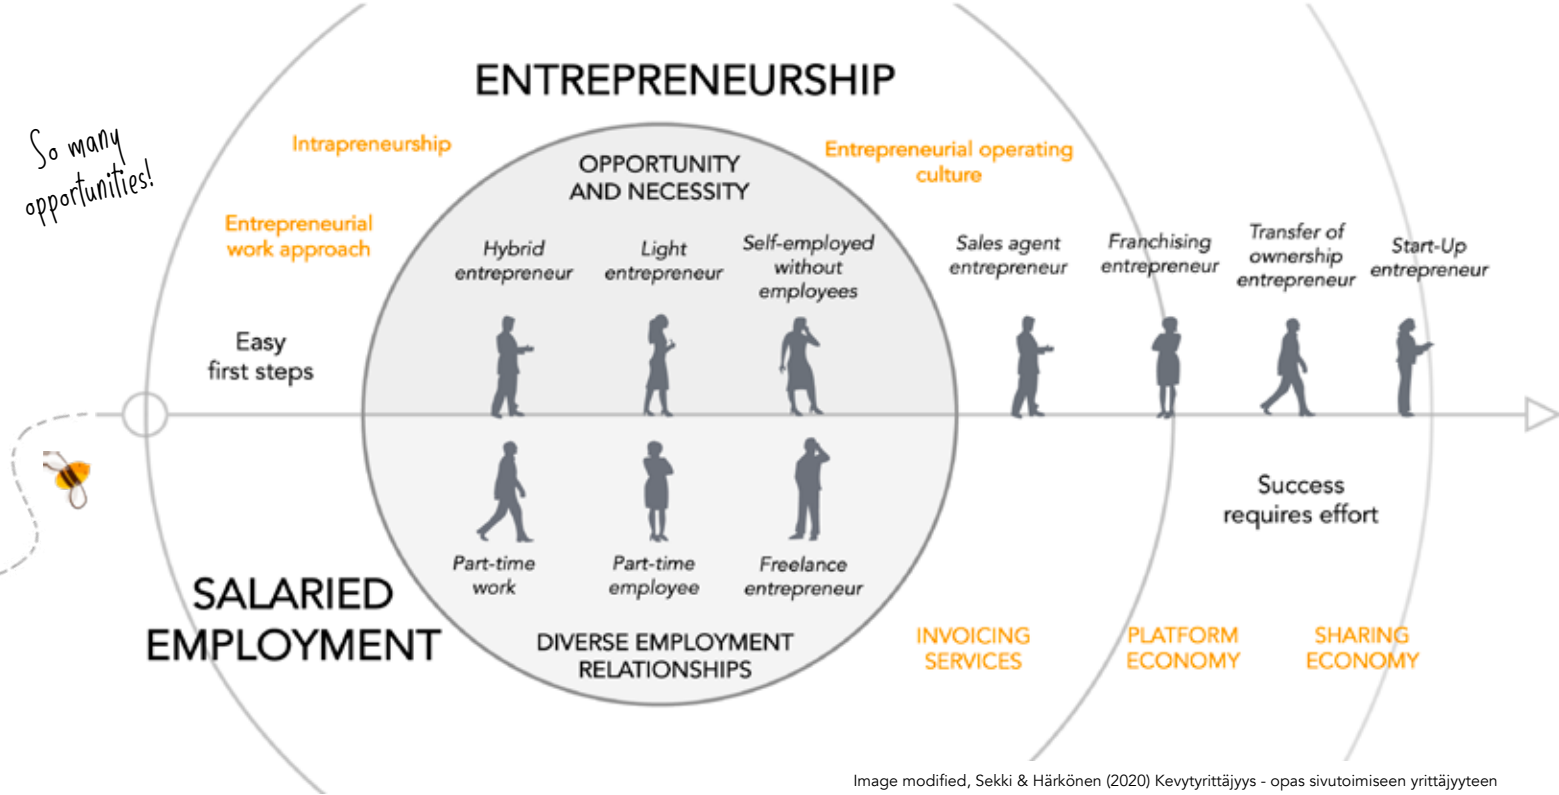 ENTREPRENEURSHIP
So many
opportunities!
Intrapreneurship
Entrepreneurial
work approach
OPPORTUNITY
AND NECESSITY
Entrepreneurial operating
culture
Hybrid
entrepreneur
Light
entrepreneur
Self-employed
without
employees
Sales agent
entrepreneur
Franchising
entrepreneur
Transfer of
ownership
entrepreneur
Start-Up
entrepreneur
Easy
first steps
Success
requires effort
SALARIED
EMPLOYMENT
Part-time
work
Part-time
employee
Freelance
entrepreneur
DIVERSE EMPLOYMENT
RELATIONSHIPS
INVOICING
SERVICES
PLATFORM
ECONOMY
SHARING
ECONOMY
Image modified, Sekki & Härkönen (2020) Kevytyrittäjyys - opas sivutoimiseen yrittäjyyteen